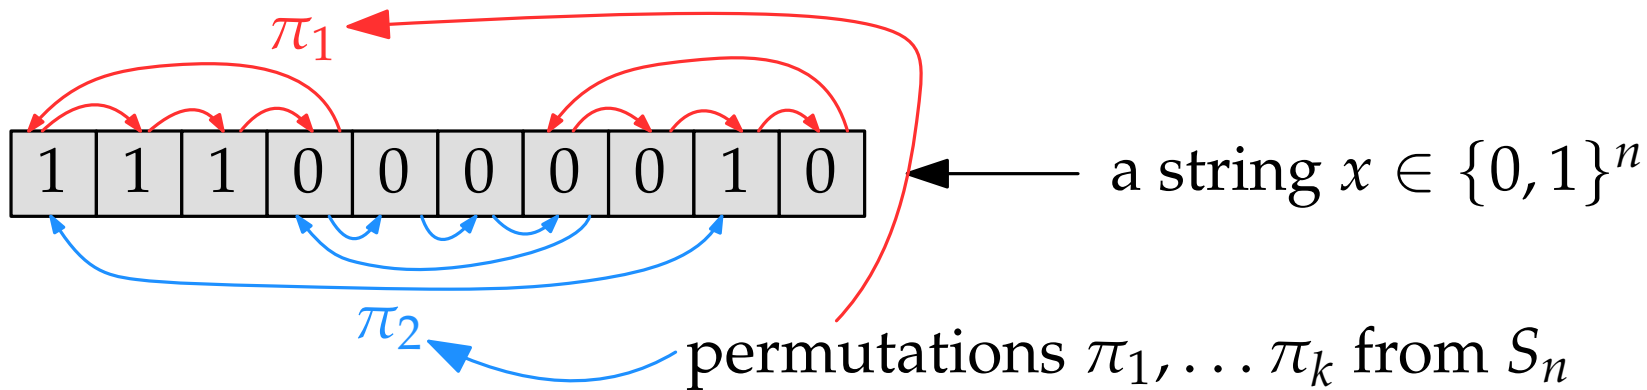 π₁
1 1 1 0 0 0 0 0 1 0
a string x ∈ {0, 1}ⁿ
π₂
permutations π₁, … πₖ from Sₙ